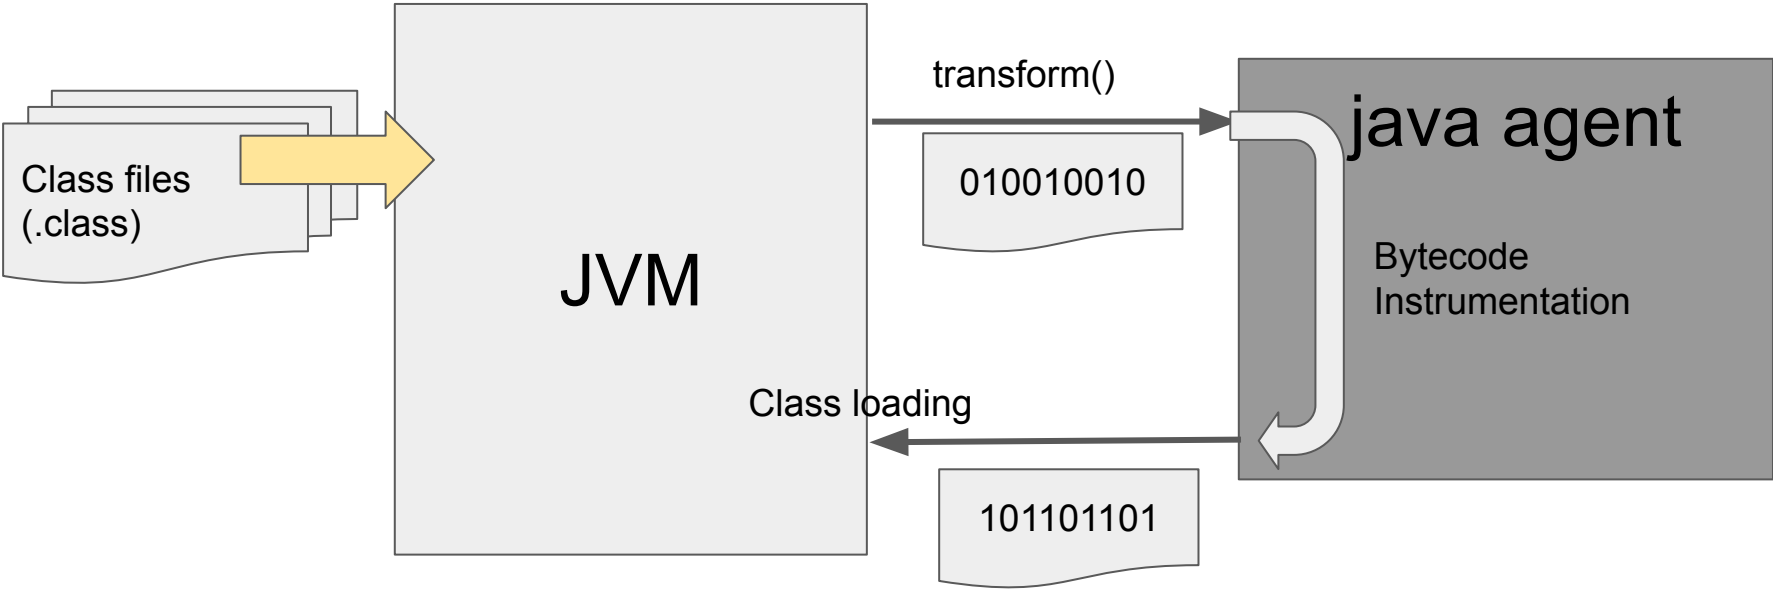 transform()
java agent
Class files
(.class)
010010010
JVM
Bytecode
Instrumentation
Class loading
101101101